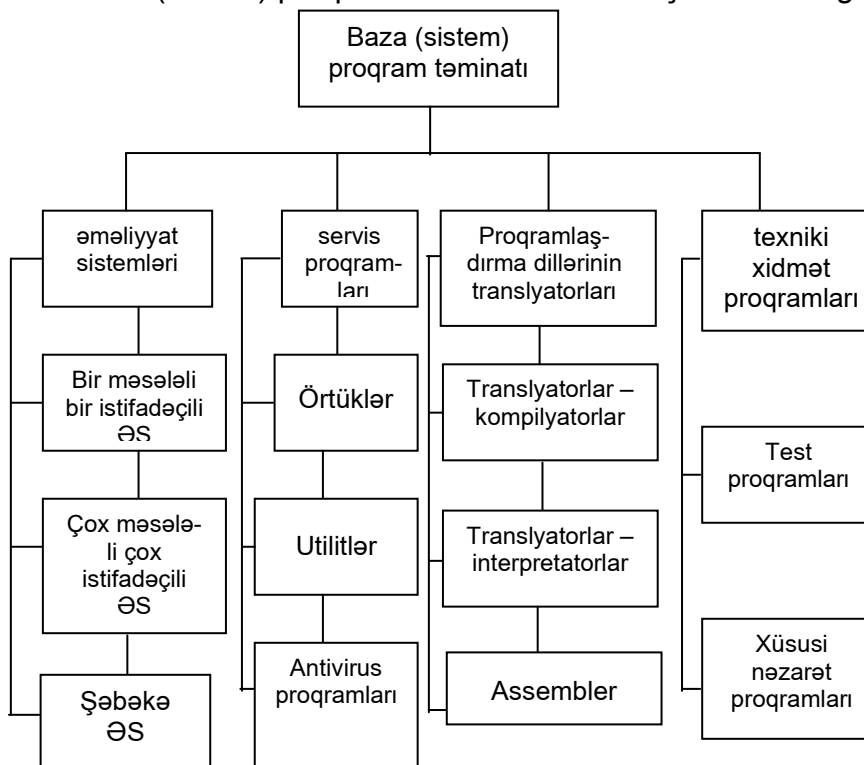 Baza (sistem)
proqram təminatı
əməliyyat
sistemləri
servis
proqram-
ları
Proqramlaş-
dırma dillərinin
translyatorları
texniki
xidmət
proqramları
Bir məsələli
bir istifadəçili
ƏS
Örtüklər
Translyatorlar –
kompilyatorlar
Test
proqramları
Çox məsələ-
li çox
istifadəçili
ƏS
Utilitlər
Translyatorlar –
interpretatorlar
Şəbəkə
ƏS
Antivirus
proqramları
Assembler
Xüsusi
nəzarət
proqramları